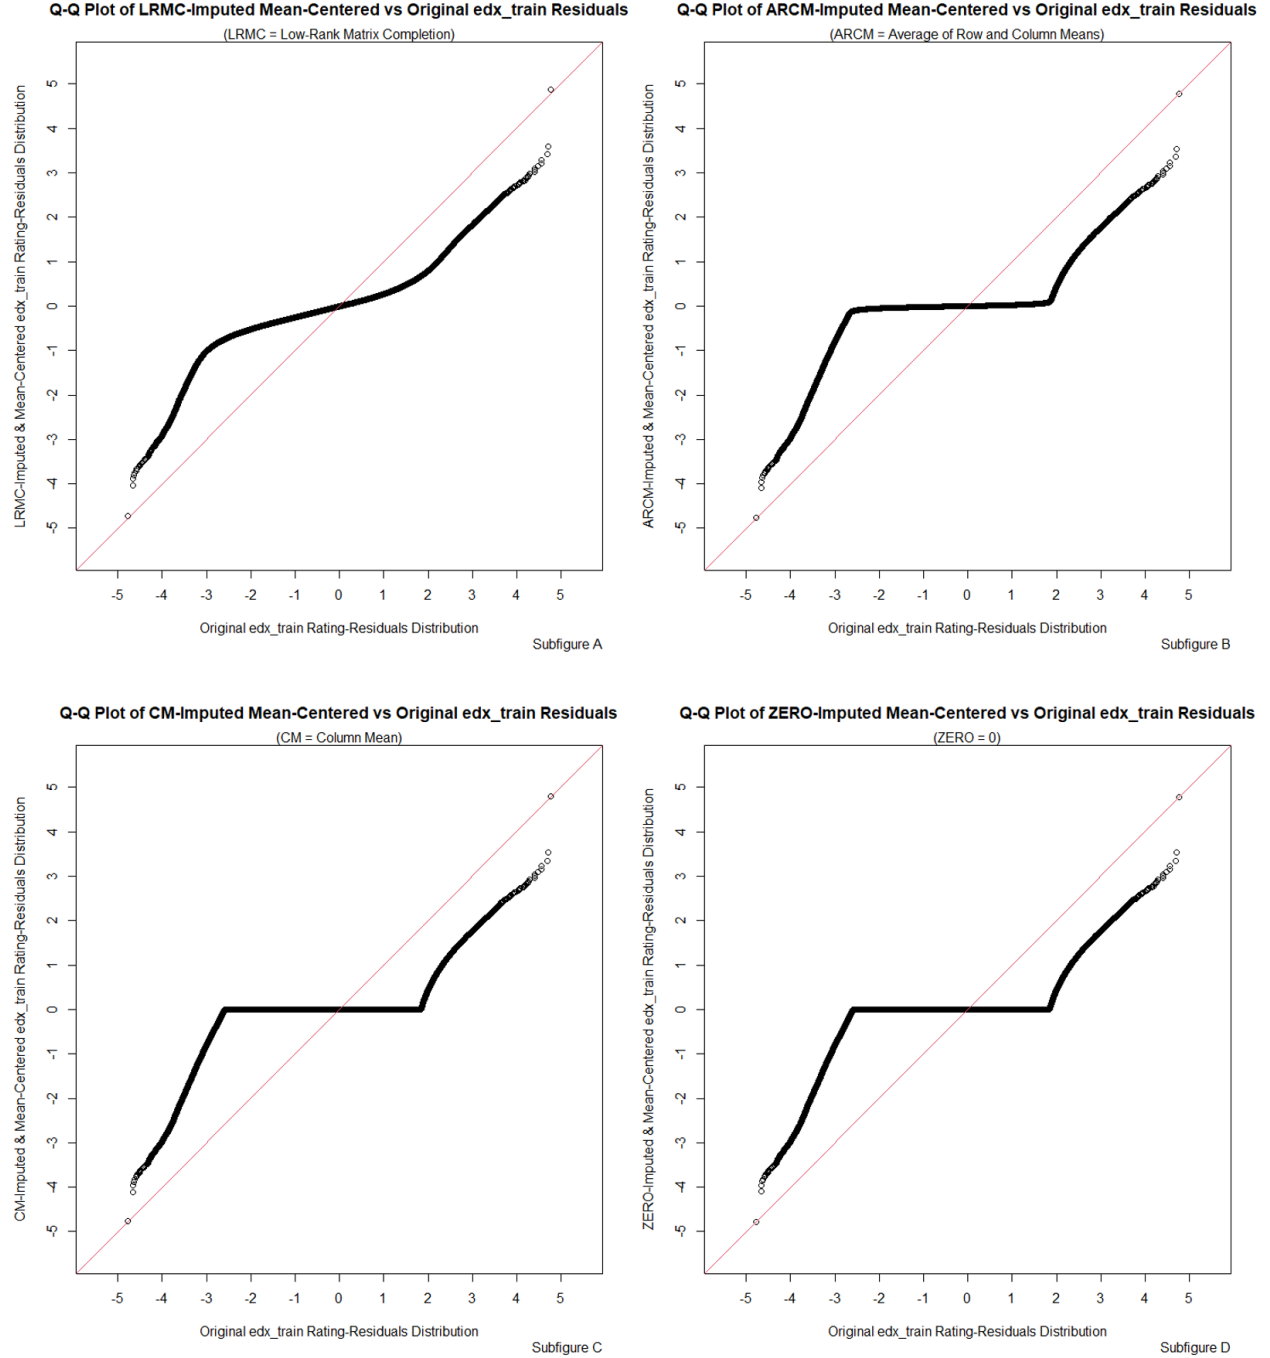 Q-Q Plot of LRMC-Imputed Mean-Centered vs Original edx_train Residuals
(LRMC = Low-Rank Matrix Completion)
LRMC-Imputed & Mean-Centered edx_train Rating-Residuals Distribution
5
4
3
2
1
0
-1
-2
-3
-4
-5
-5 -4 -3 -2 -1 0 1 2 3 4 5
Original edx_train Rating-Residuals Distribution
Subfigure A
Q-Q Plot of ARCM-Imputed Mean-Centered vs Original edx_train Residuals
(ARCM = Average of Row and Column Means)
ARCM-Imputed & Mean-Centered edx_train Rating-Residuals Distribution
5
4
3
2
1
0
-1
-2
-3
-4
-5
-5 -4 -3 -2 -1 0 1 2 3 4 5
Original edx_train Rating-Residuals Distribution
Subfigure B
Q-Q Plot of CM-Imputed Mean-Centered vs Original edx_train Residuals
(CM = Column Mean)
CM-Imputed & Mean-Centered edx_train Rating-Residuals Distribution
5
4
3
2
1
0
-1
-2
-3
-4
-5
-5 -4 -3 -2 -1 0 1 2 3 4 5
Original edx_train Rating-Residuals Distribution
Subfigure C
Q-Q Plot of ZERO-Imputed Mean-Centered vs Original edx_train Residuals
(ZERO = 0)
ZERO-Imputed & Mean-Centered edx_train Rating-Residuals Distribution
5
4
3
2
1
0
-1
-2
-3
-4
-5
-5 -4 -3 -2 -1 0 1 2 3 4 5
Original edx_train Rating-Residuals Distribution
Subfigure D